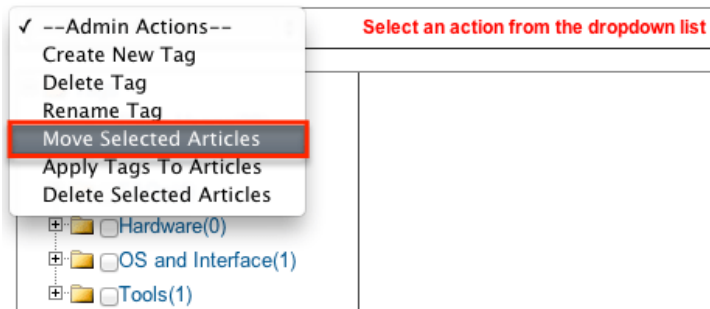 ✓ --Admin Actions--
Select an action from the dropdown list
Create New Tag
Delete Tag
Rename Tag
Move Selected Articles
Apply Tags To Articles
Delete Selected Articles
Hardware(0)
OS and Interface(1)
Tools(1)